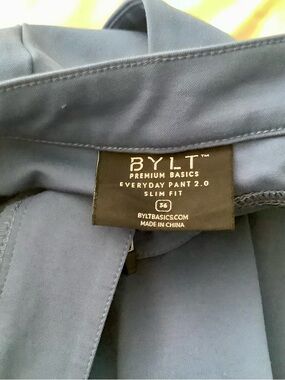 BYLT™
PREMIUM BASICS
EVERYDAY PANT 2.0
SLIM FIT
36
BYLTBASICS.COM
MADE IN CHINA